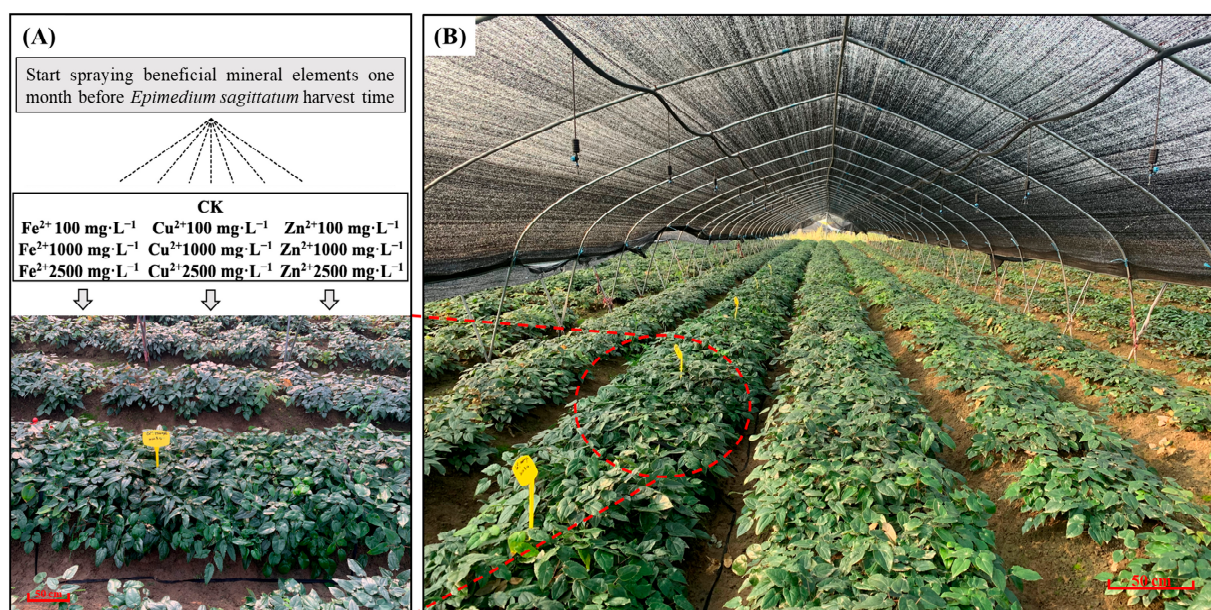 (A)
Start spraying beneficial mineral elements one
month before Epimedium sagittatum harvest time
CK
Fe²⁺ 100 mg·L⁻¹ Cu²⁺100 mg·L⁻¹ Zn²⁺100 mg·L⁻¹
Fe²⁺1000 mg·L⁻¹ Cu²⁺1000 mg·L⁻¹ Zn²⁺1000 mg·L⁻¹
Fe²⁺2500 mg·L⁻¹ Cu²⁺2500 mg·L⁻¹ Zn²⁺2500 mg·L⁻¹
50 cm
(B)
50 cm